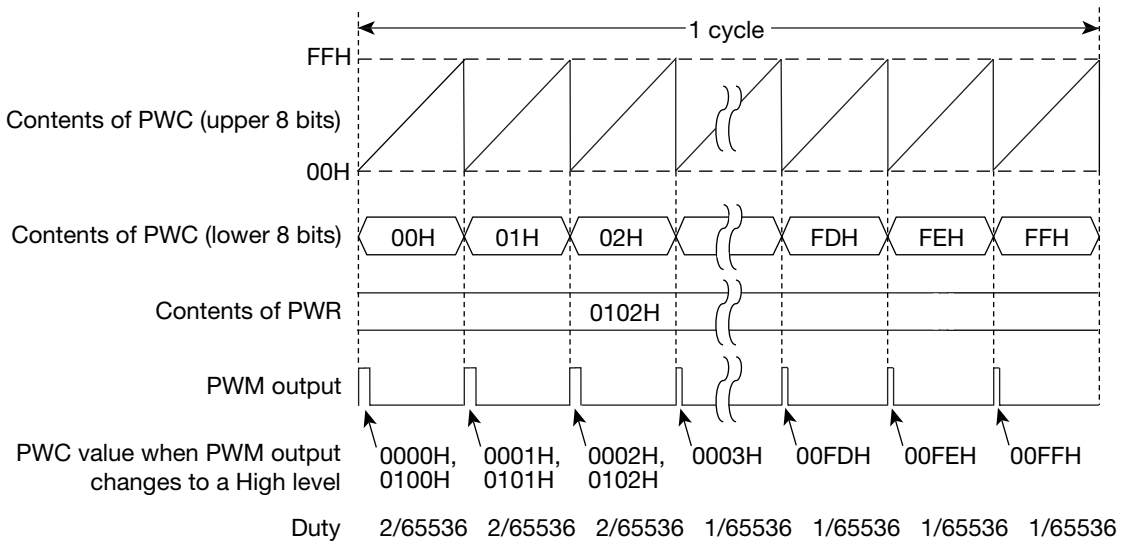 1 cycle
FFH
Contents of PWC (upper 8 bits)
00H
Contents of PWC (lower 8 bits) 00H 01H 02H FDH FEH FFH
Contents of PWR 0102H
PWM output
PWC value when PWM output changes to a High level
0000H, 0100H
0001H, 0101H
0002H, 0102H
0003H
00FDH
00FEH
00FFH
Duty 2/65536 2/65536 2/65536 1/65536 1/65536 1/65536 1/65536